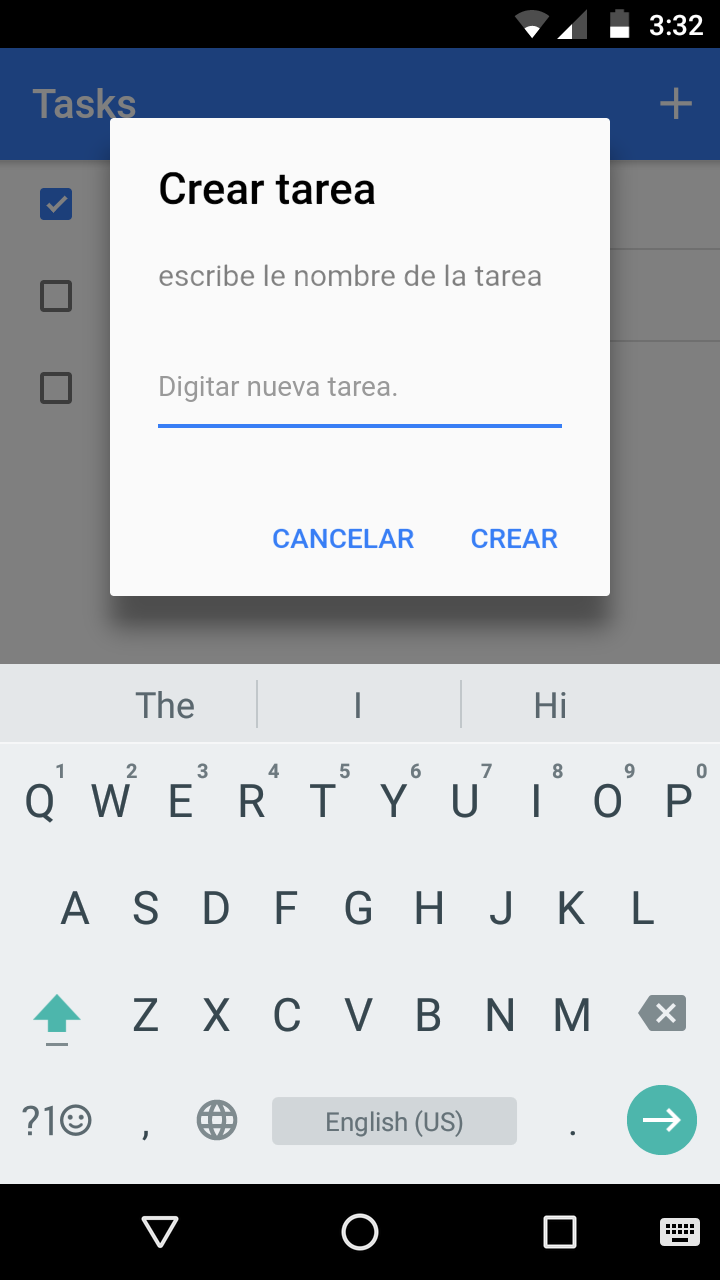 3:32
Tasks +
Crear tarea
escribe le nombre de la tarea
Digitar nueva tarea.
CANCELAR CREAR
The I Hi
1 2 3 4 5 6 7 8 9 0
Q W E R T Y U I O P
A S D F G H J K L
Z X C V B N M
?1☺ , English (US) .